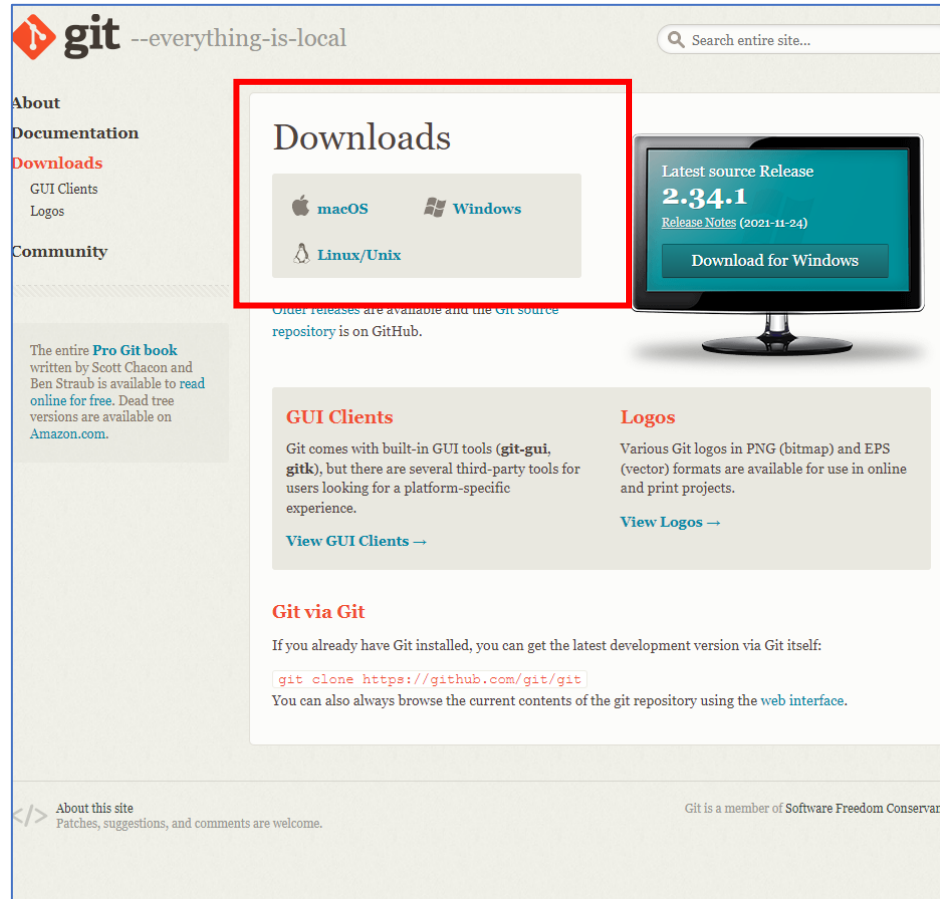 git --everything-is-local
Search entire site...
About
Documentation
Downloads
GUI Clients
Logos
Community
The entire Pro Git book
written by Scott Chacon and
Ben Straub is available to read
online for free. Dead tree
versions are available on
Amazon.com.
Downloads
macOS
Windows
Linux/Unix
Older releases are available and the Git source
repository is on GitHub.
Latest source Release
2.34.1
Release Notes (2021-11-24)
Download for Windows
GUI Clients
Git comes with built-in GUI tools (git-gui,
gitk), but there are several third-party tools for
users looking for a platform-specific
experience.
View GUI Clients →
Logos
Various Git logos in PNG (bitmap) and EPS
(vector) formats are available for use in online
and print projects.
View Logos →
Git via Git
If you already have Git installed, you can get the latest development version via Git itself:
git clone https://github.com/git/git
You can also always browse the current contents of the git repository using the web interface.
</> About this site
Patches, suggestions, and comments are welcome.
Git is a member of Software Freedom Conservan